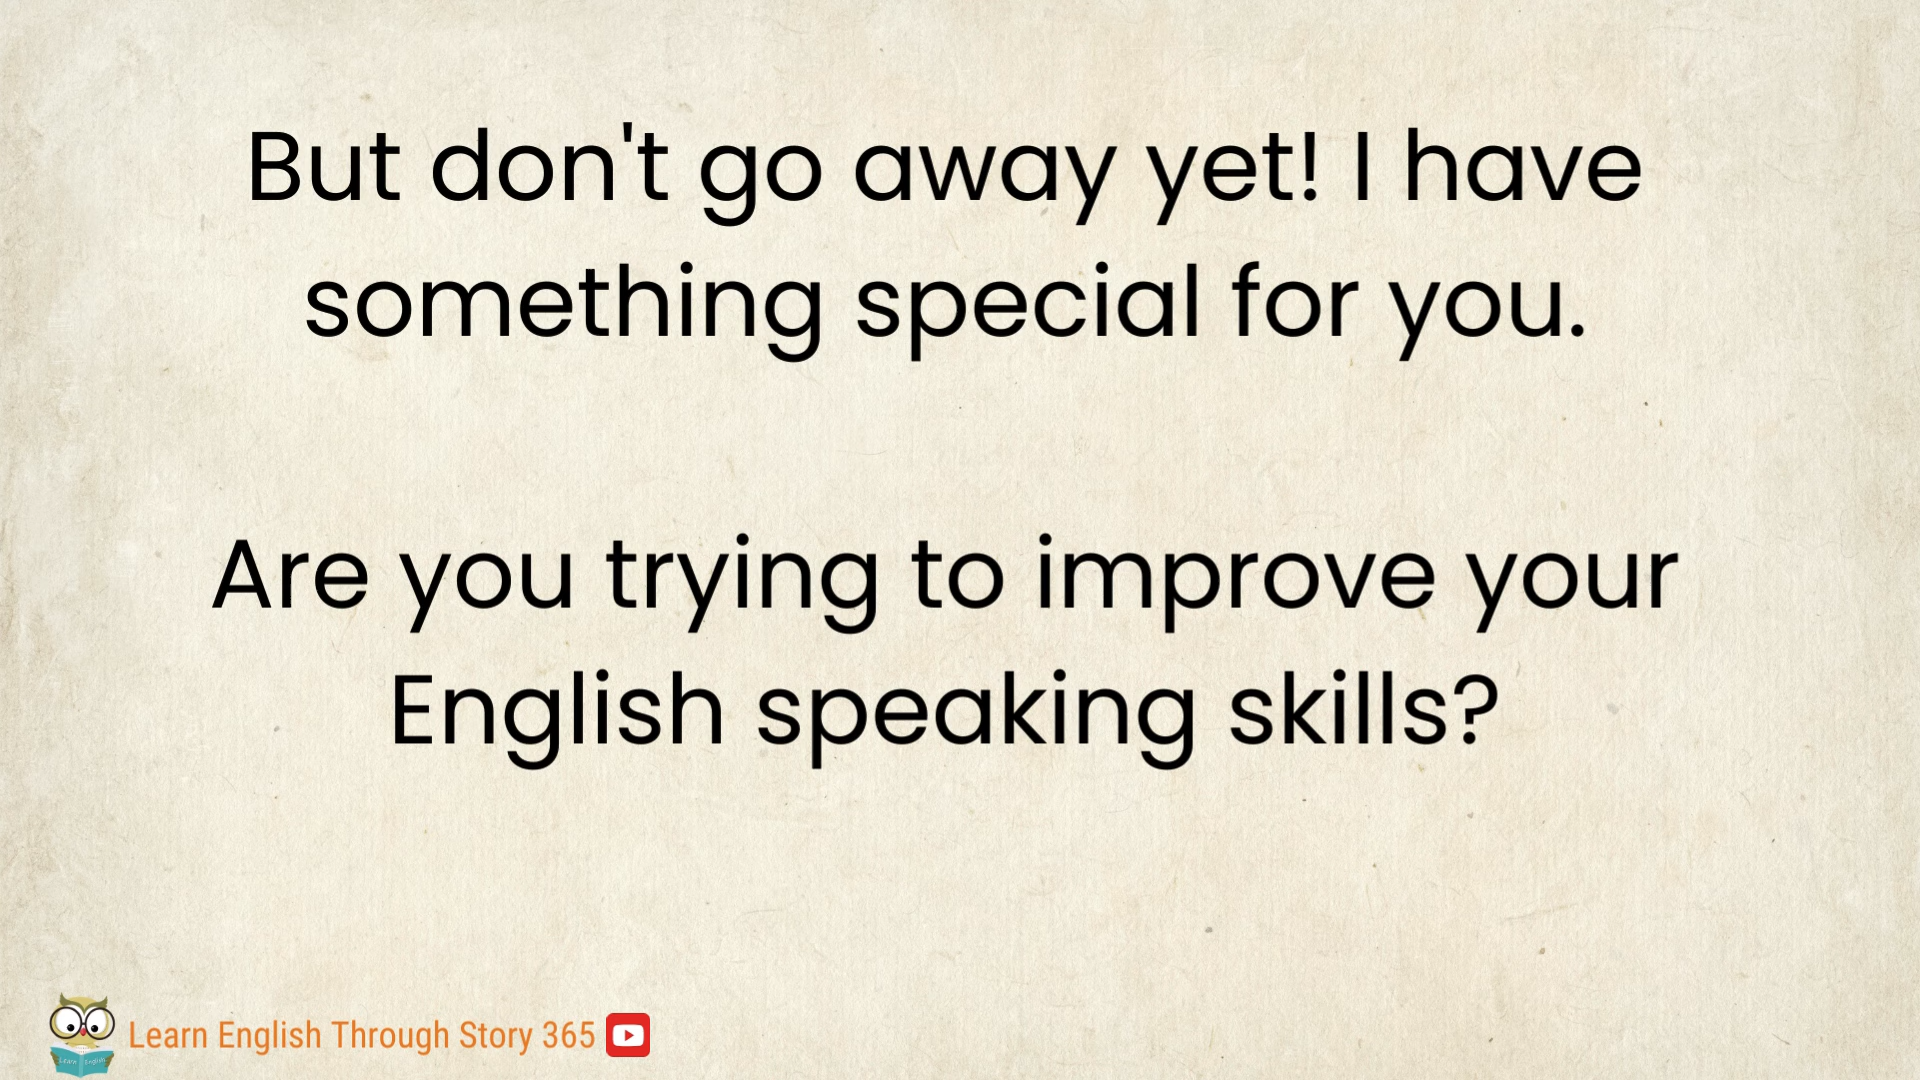 But don't go away yet! I have
something special for you.
Are you trying to improve your
English speaking skills?
Learn English Through Story 365